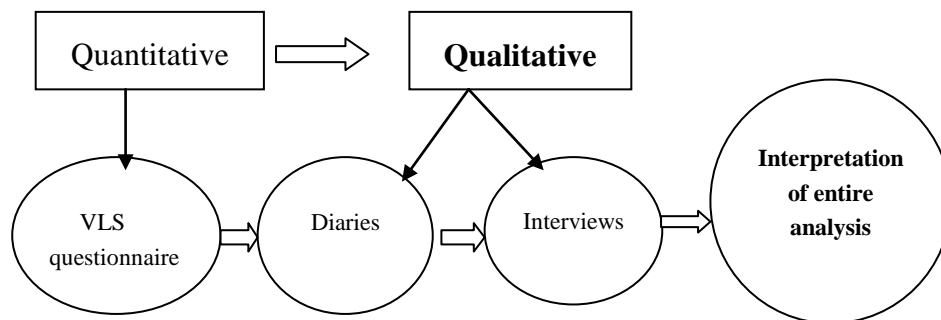 Quantitative
Qualitative
VLS
questionnaire
Diaries
Interviews
Interpretation
of entire
analysis